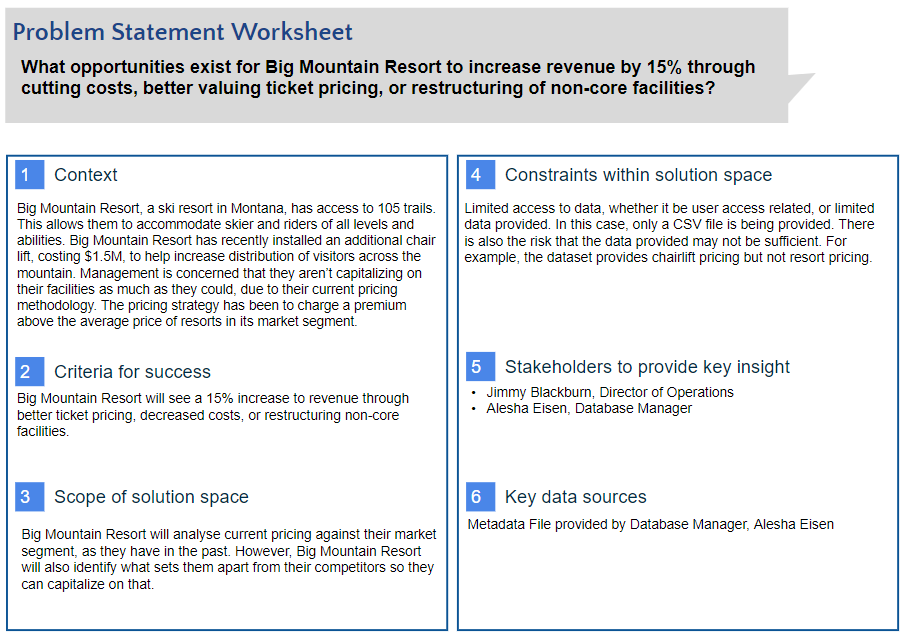 Problem Statement Worksheet
What opportunities exist for Big Mountain Resort to increase revenue by 15% through
cutting costs, better valuing ticket pricing, or restructuring of non-core facilities?
1 Context
Big Mountain Resort, a ski resort in Montana, has access to 105 trails.
This allows them to accommodate skier and riders of all levels and
abilities. Big Mountain Resort has recently installed an additional chair
lift, costing $1.5M, to help increase distribution of visitors across the
mountain. Management is concerned that they aren't capitalizing on
their facilities as much as they could, due to their current pricing
methodology. The pricing strategy has been to charge a premium
above the average price of resorts in its market segment.
2 Criteria for success
Big Mountain Resort will see a 15% increase to revenue through
better ticket pricing, decreased costs, or restructuring non-core
facilities.
3 Scope of solution space
Big Mountain Resort will analyse current pricing against their market
segment, as they have in the past. However, Big Mountain Resort
will also identify what sets them apart from their competitors so they
can capitalize on that.
4 Constraints within solution space
Limited access to data, whether it be user access related, or limited
data provided. In this case, only a CSV file is being provided. There
is also the risk that the data provided may not be sufficient. For
example, the dataset provides chairlift pricing but not resort pricing.
5 Stakeholders to provide key insight
• Jimmy Blackburn, Director of Operations
• Alesha Eisen, Database Manager
6 Key data sources
Metadata File provided by Database Manager, Alesha Eisen